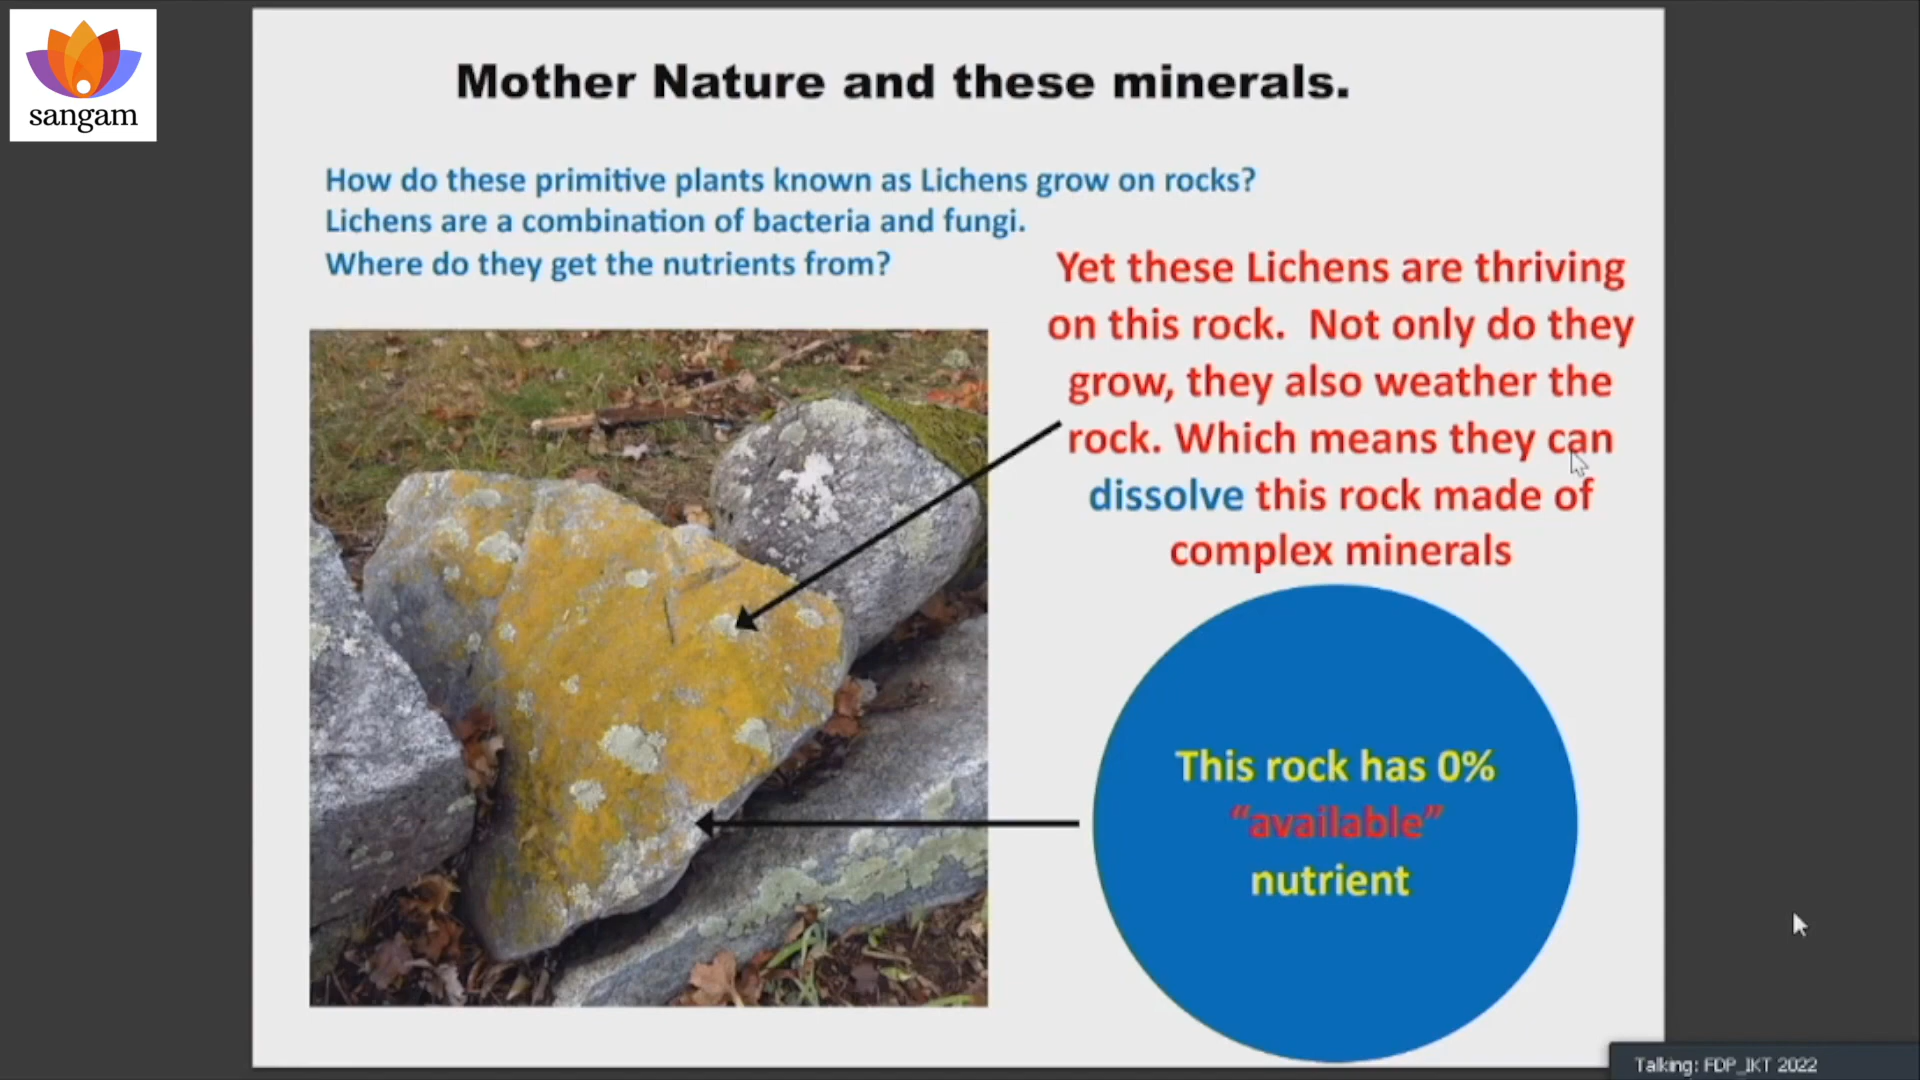 sangam
Mother Nature and these minerals.
How do these primitive plants known as Lichens grow on rocks?
Lichens are a combination of bacteria and fungi.
Where do they get the nutrients from?
Yet these Lichens are thriving
on this rock. Not only do they
grow, they also weather the
rock. Which means they can
dissolve this rock made of
complex minerals
This rock has 0%
“available”
nutrient
Talking: FDP_IKT 2022